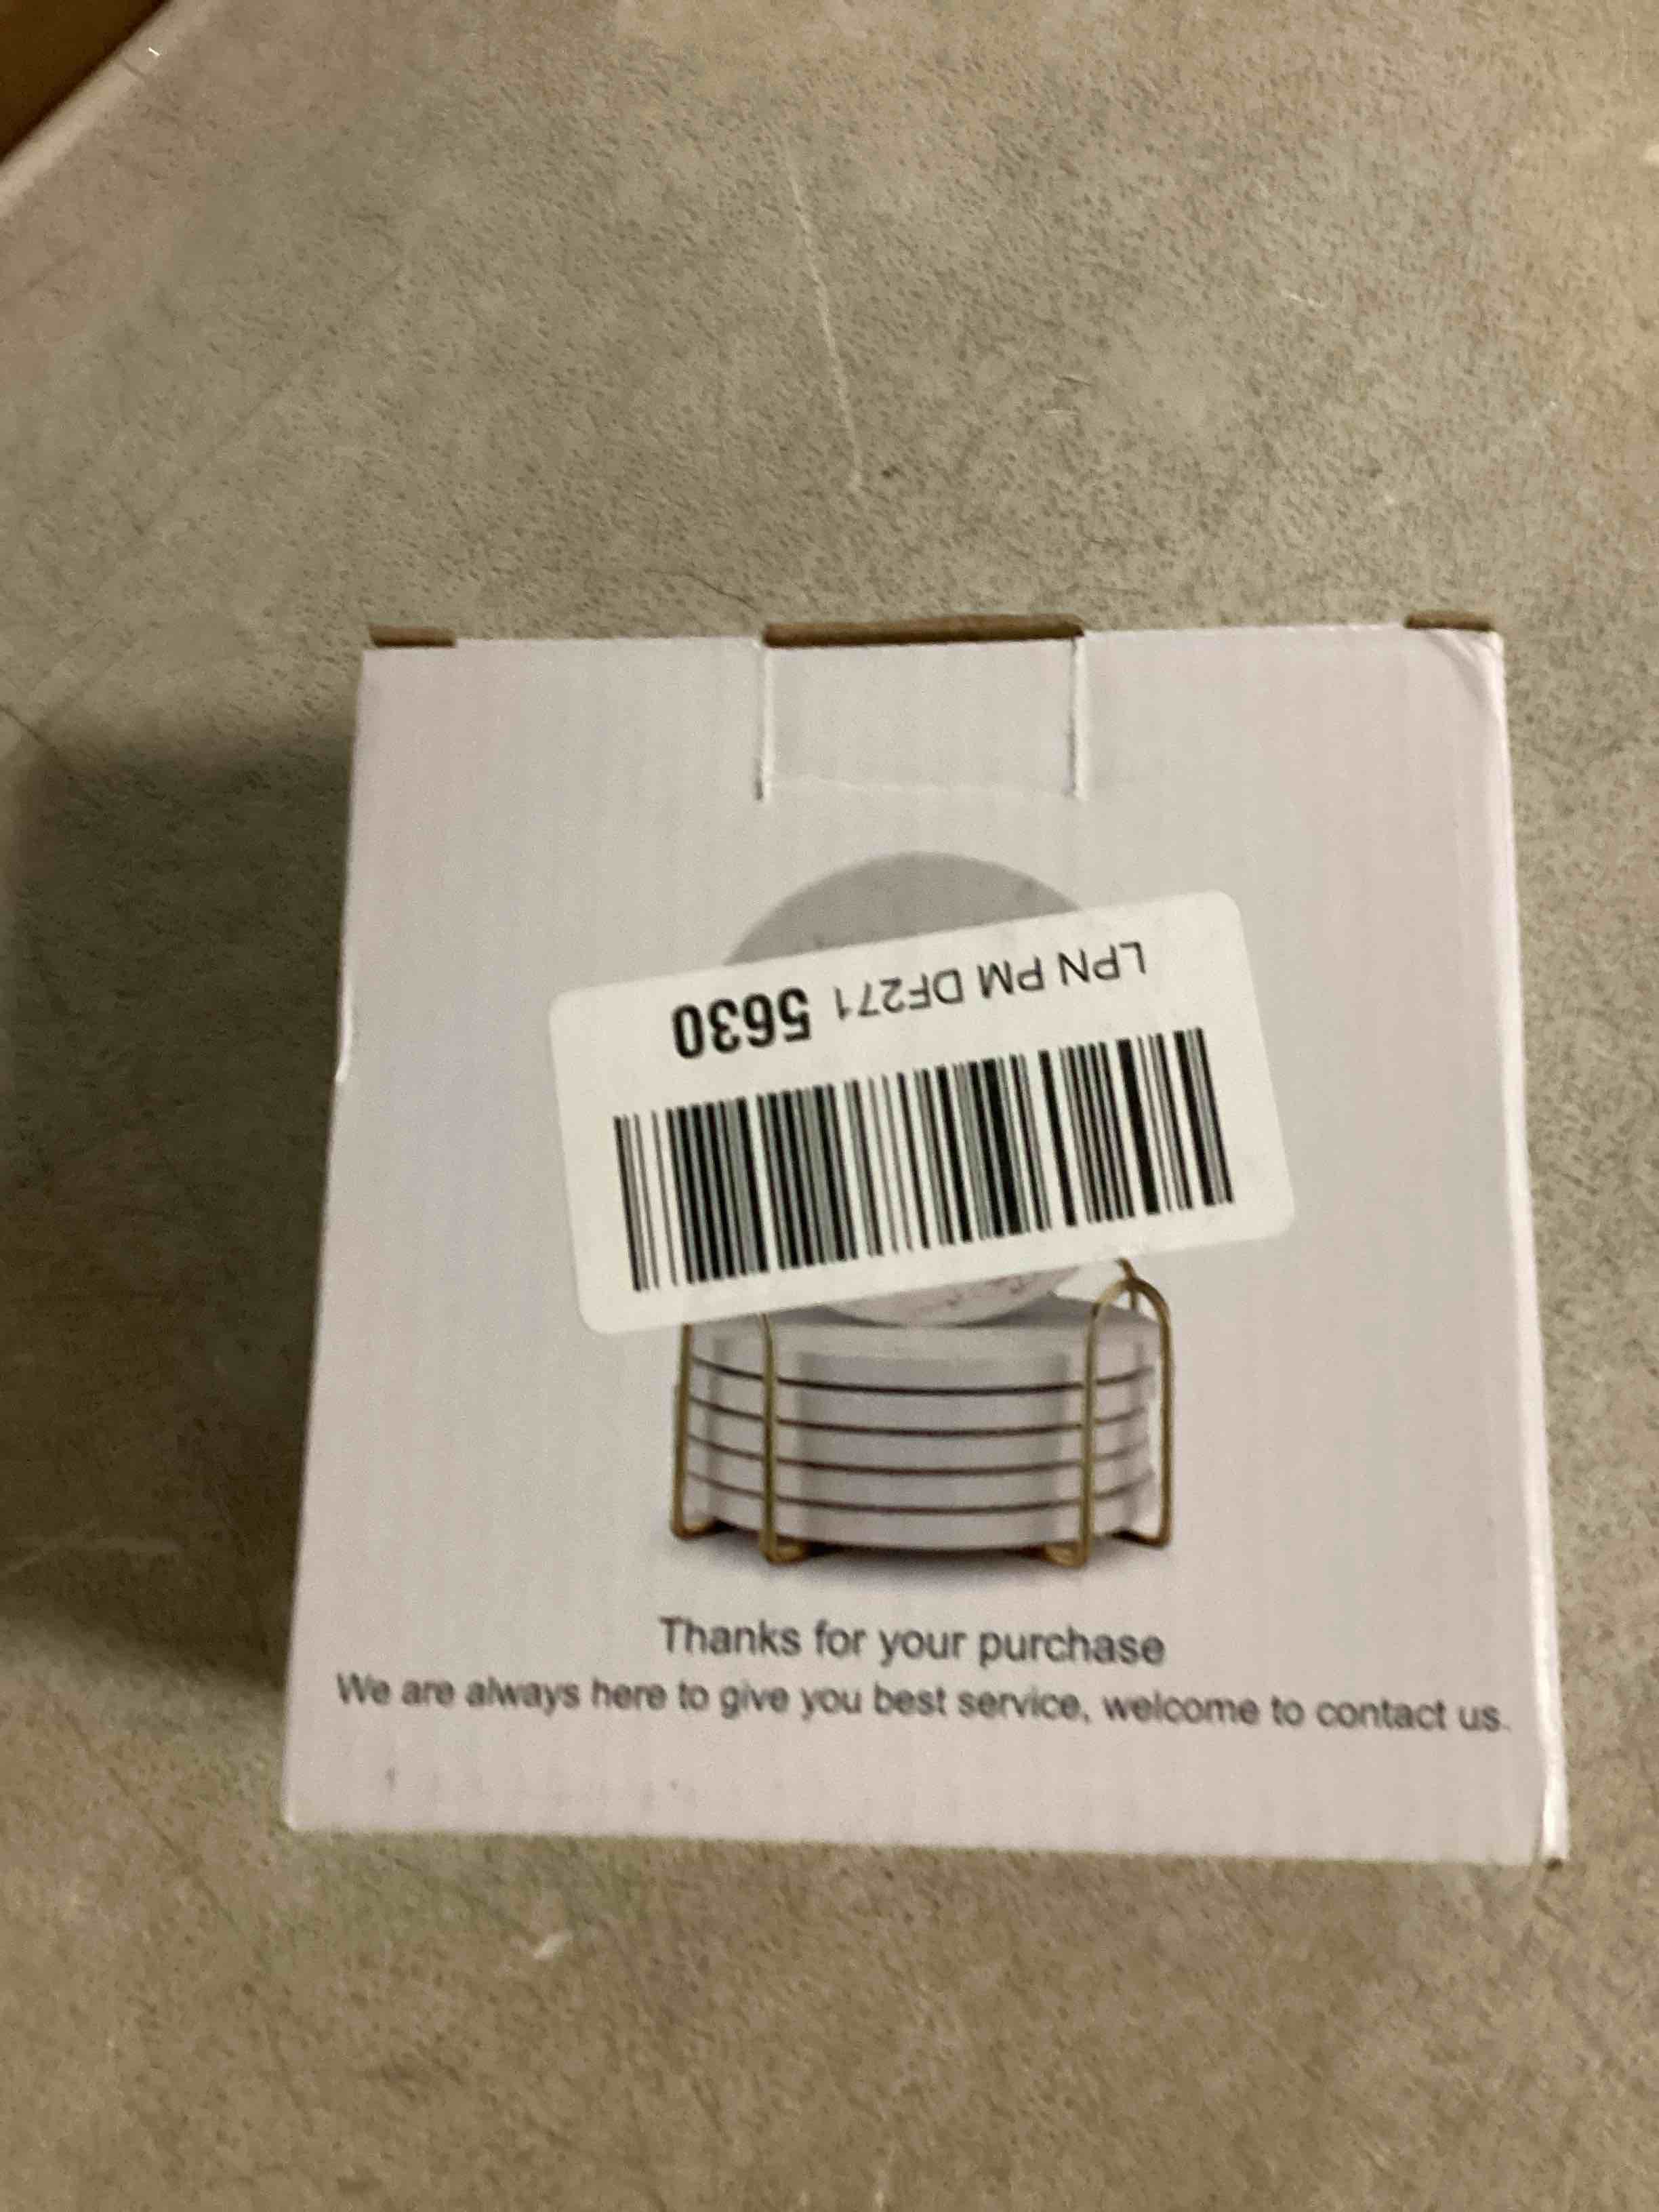 LPN PM DF271 5630
Thanks for your purchase
We are always here to give you best service, welcome to contact us.